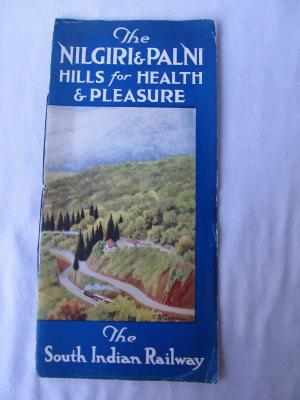 The
NILGIRI & PALNI
HILLS for HEALTH
& PLEASURE
The
South Indian Railway